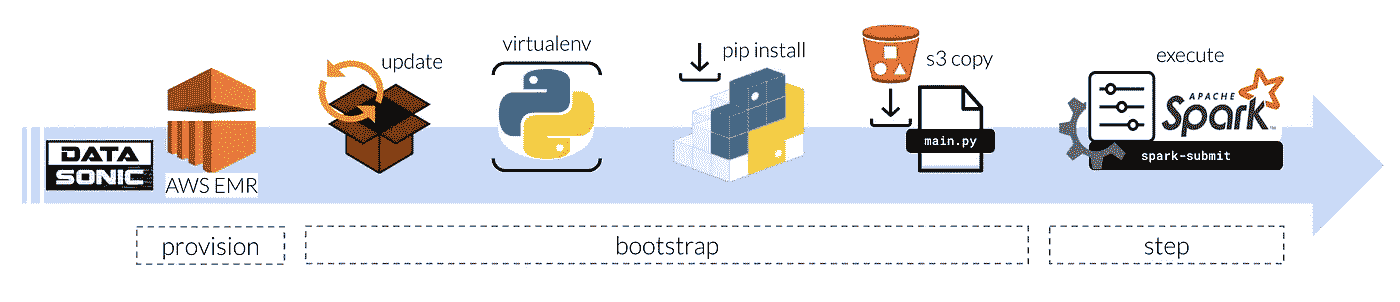 DATA
SONIC
AWS EMR
update
virtualenv
pip install
s3 copy
main.py
execute
APACHE
Spark™
spark-submit
provision
bootstrap
step